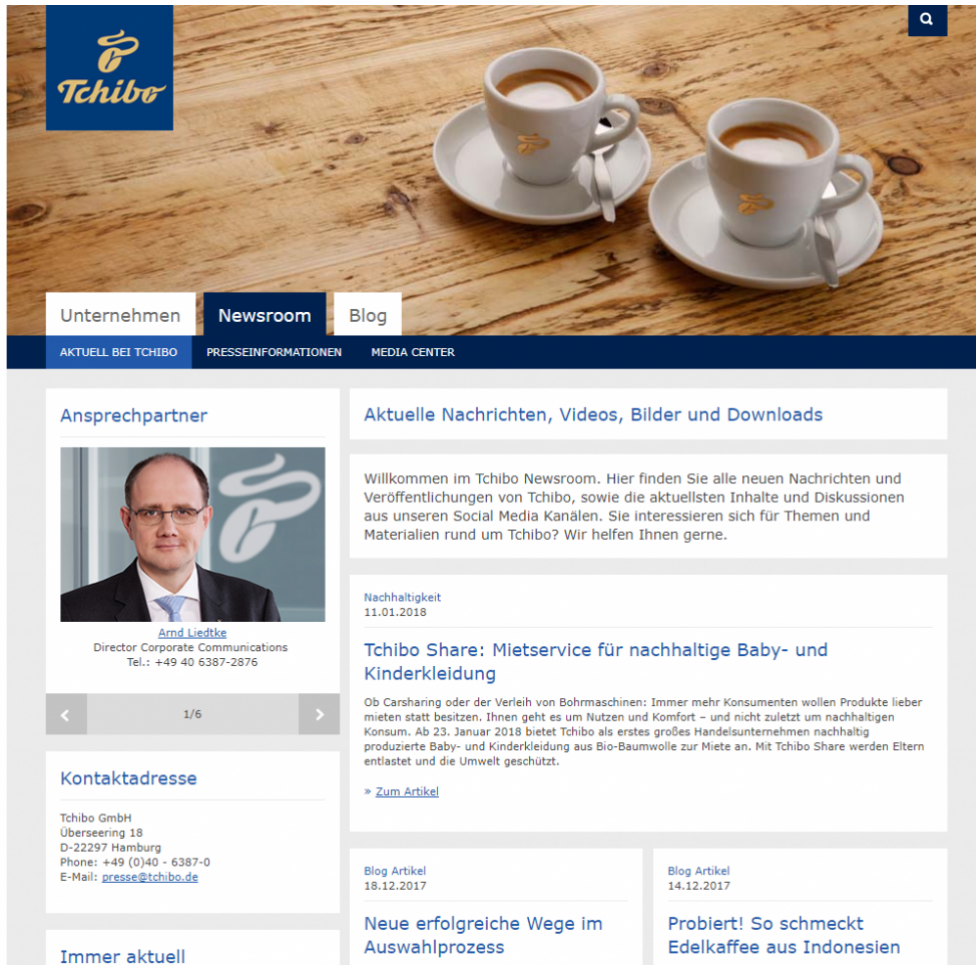 Tchibo
Unternehmen
Newsroom
Blog
AKTUELL BEI TCHIBO
PRESSEINFORMATIONEN
MEDIA CENTER
Ansprechpartner
Arnd Liedtke
Director Corporate Communications
Tel.: +49 40 6387-2876
1/6
Kontaktadresse
Tchibo GmbH
Überseering 18
D-22297 Hamburg
Phone: +49 (0)40 - 6387-0
E-Mail: presse@tchibo.de
Immer aktuell
Aktuelle Nachrichten, Videos, Bilder und Downloads
Willkommen im Tchibo Newsroom. Hier finden Sie alle neuen Nachrichten und
Veröffentlichungen von Tchibo, sowie die aktuellsten Inhalte und Diskussionen
aus unseren Social Media Kanälen. Sie interessieren sich für Themen und
Materialien rund um Tchibo? Wir helfen Ihnen gerne.
Nachhaltigkeit
11.01.2018
Tchibo Share: Mietservice für nachhaltige Baby- und
Kinderkleidung
Ob Carsharing oder der Verleih von Bohrmaschinen: Immer mehr Konsumenten wollen Produkte lieber
mieten statt besitzen. Ihnen geht es um Nutzen und Komfort – und nicht zuletzt um nachhaltigen
Konsum. Ab 23. Januar 2018 bietet Tchibo als erstes großes Handelsunternehmen nachhaltig
produzierte Baby- und Kinderkleidung aus Bio-Baumwolle zur Miete an. Mit Tchibo Share werden Eltern
entlastet und die Umwelt geschützt.
» Zum Artikel
Blog Artikel
18.12.2017
Neue erfolgreiche Wege im
Auswahlprozess
Blog Artikel
14.12.2017
Probiert! So schmeckt
Edelkaffee aus Indonesien